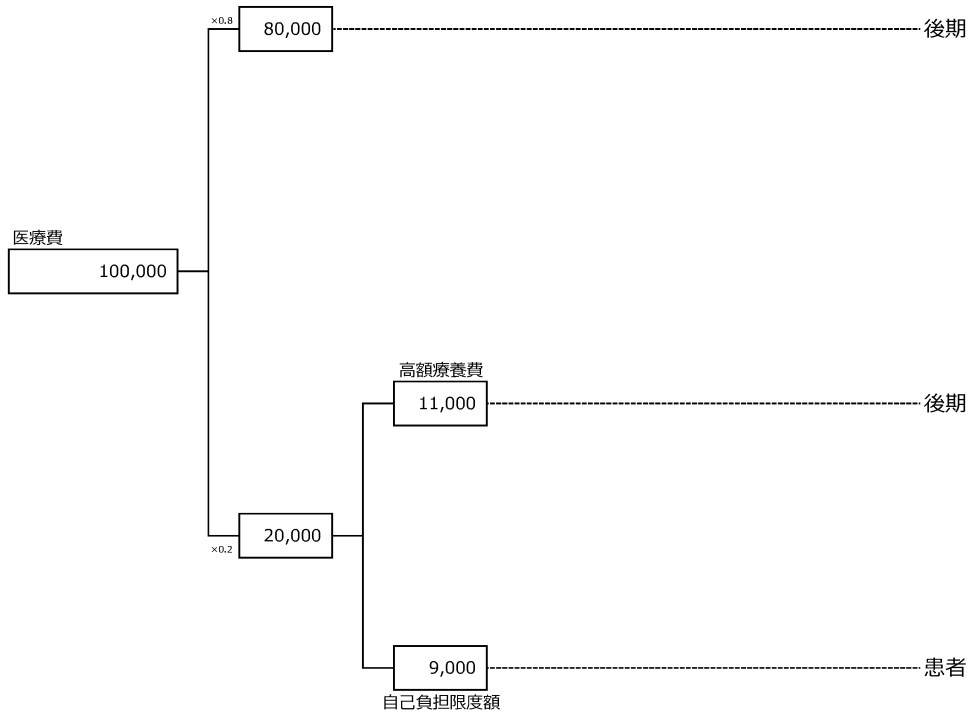 ×0.8
80,000
後期
医療費
100,000
高額療養費
11,000
後期
20,000
×0.2
9,000
患者
自己負担限度額